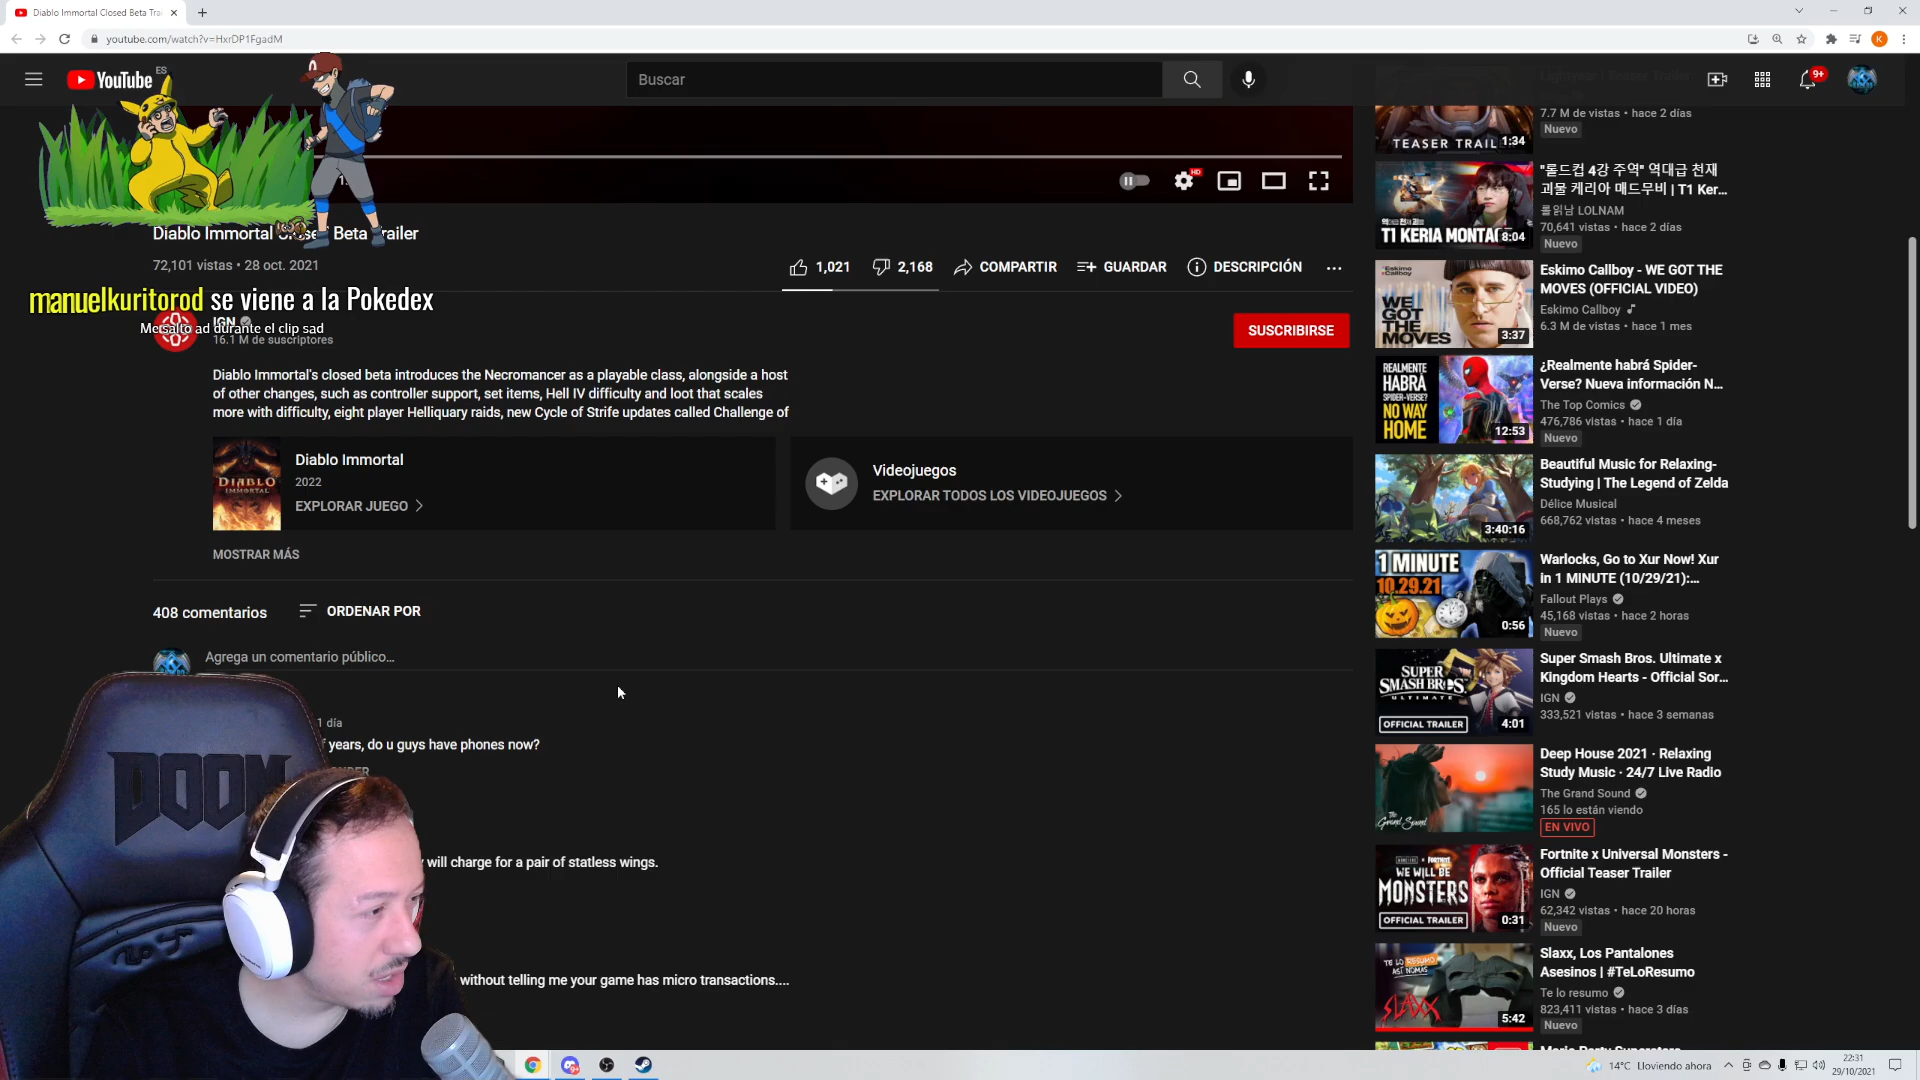 Diablo Immortal Closed Beta Tra
youtube.com/watch?v=HxrDP1FgadM
YouTube ES
Buscar
9+
K
HD
Diablo Immortal
Beta Trailer
72,101 vistas • 28 oct. 2021
1,021
2,168
COMPARTIR
GUARDAR
DESCRIPCIÓN
manuelkuritorod se viene a la Pokedex
ad durante el clip sad
IGN
16.1 M de suscriptores
SUSCRIBIRSE
Diablo Immortal's closed beta introduces the Necromancer as a playable class, alongside a host
of other changes, such as controller support, set items, Hell IV difficulty and loot that scales
more with difficulty, eight player Helliquary raids, new Cycle of Strife updates called Challenge of
DIABLO
IMMORTAL
Diablo Immortal
2022
EXPLORAR JUEGO
Videojuegos
EXPLORAR TODOS LOS VIDEOJUEGOS
MOSTRAR MÁS
408 comentarios
ORDENAR POR
Agrega un comentario público...
1 día
years, do u guys have phones now?
will charge for a pair of statless wings.
without telling me your game has micro transactions....
DOOM
Lightyear | Teaser Trailer
7.7 M de vistas • hace 2 días
Nuevo
TEASER TRAIL
1:34
"롤드컵 4강 주역" 역대급 천재
괴물 케리아 매드무비 | T1 Ker...
롤읽남 LOLNAM
70,641 vistas • hace 2 días
Nuevo
T1 KERIA MONTA
8:04
Eskimo Callboy - WE GOT THE
MOVES (OFFICIAL VIDEO)
Eskimo Callboy
6.3 M de vistas • hace 1 mes
WE
GOT
THE
MOVES
3:37
¿Realmente habrá Spider-
Verse? Nueva información N...
The Top Comics
476,786 vistas • hace 1 día
Nuevo
REALMENTE
HABRÁ
SPIDER-VERSE?
NO WAY
HOME
12:53
Beautiful Music for Relaxing-
Studying | The Legend of Zelda
Délice Musical
668,762 vistas • hace 4 meses
3:40:16
Warlocks, Go to Xur Now! Xur
in 1 MINUTE (10/29/21):...
Fallout Plays
45,168 vistas • hace 2 horas
Nuevo
1 MINUTE
10.29.21
0:56
Super Smash Bros. Ultimate x
Kingdom Hearts - Official Sor...
IGN
333,521 vistas • hace 3 semanas
SUPER
SMASH BROS.
ULTIMATE
OFFICIAL TRAILER
4:01
Deep House 2021 · Relaxing
Study Music · 24/7 Live Radio
The Grand Sound
165 lo están viendo
EN VIVO
The Grand Sound
Fortnite x Universal Monsters -
Official Teaser Trailer
IGN
62,342 vistas • hace 20 horas
Nuevo
WE WILL BE
MONSTERS
OFFICIAL TRAILER
0:31
Slaxx, Los Pantalones
Asesinos | #TeLoResumo
Te lo resumo
823,411 vistas • hace 3 días
Nuevo
TE LO RESUMO
ASÍ NOMÁS
SLAXX
5:42
14°C Lloviendo ahora
22:31
29/10/2021